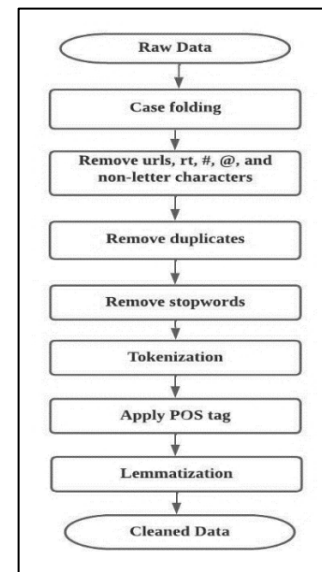 Raw Data
Case folding
Remove urls, rt, #, @, and
non-letter characters
Remove duplicates
Remove stopwords
Tokenization
Apply POS tag
Lemmatization
Cleaned Data